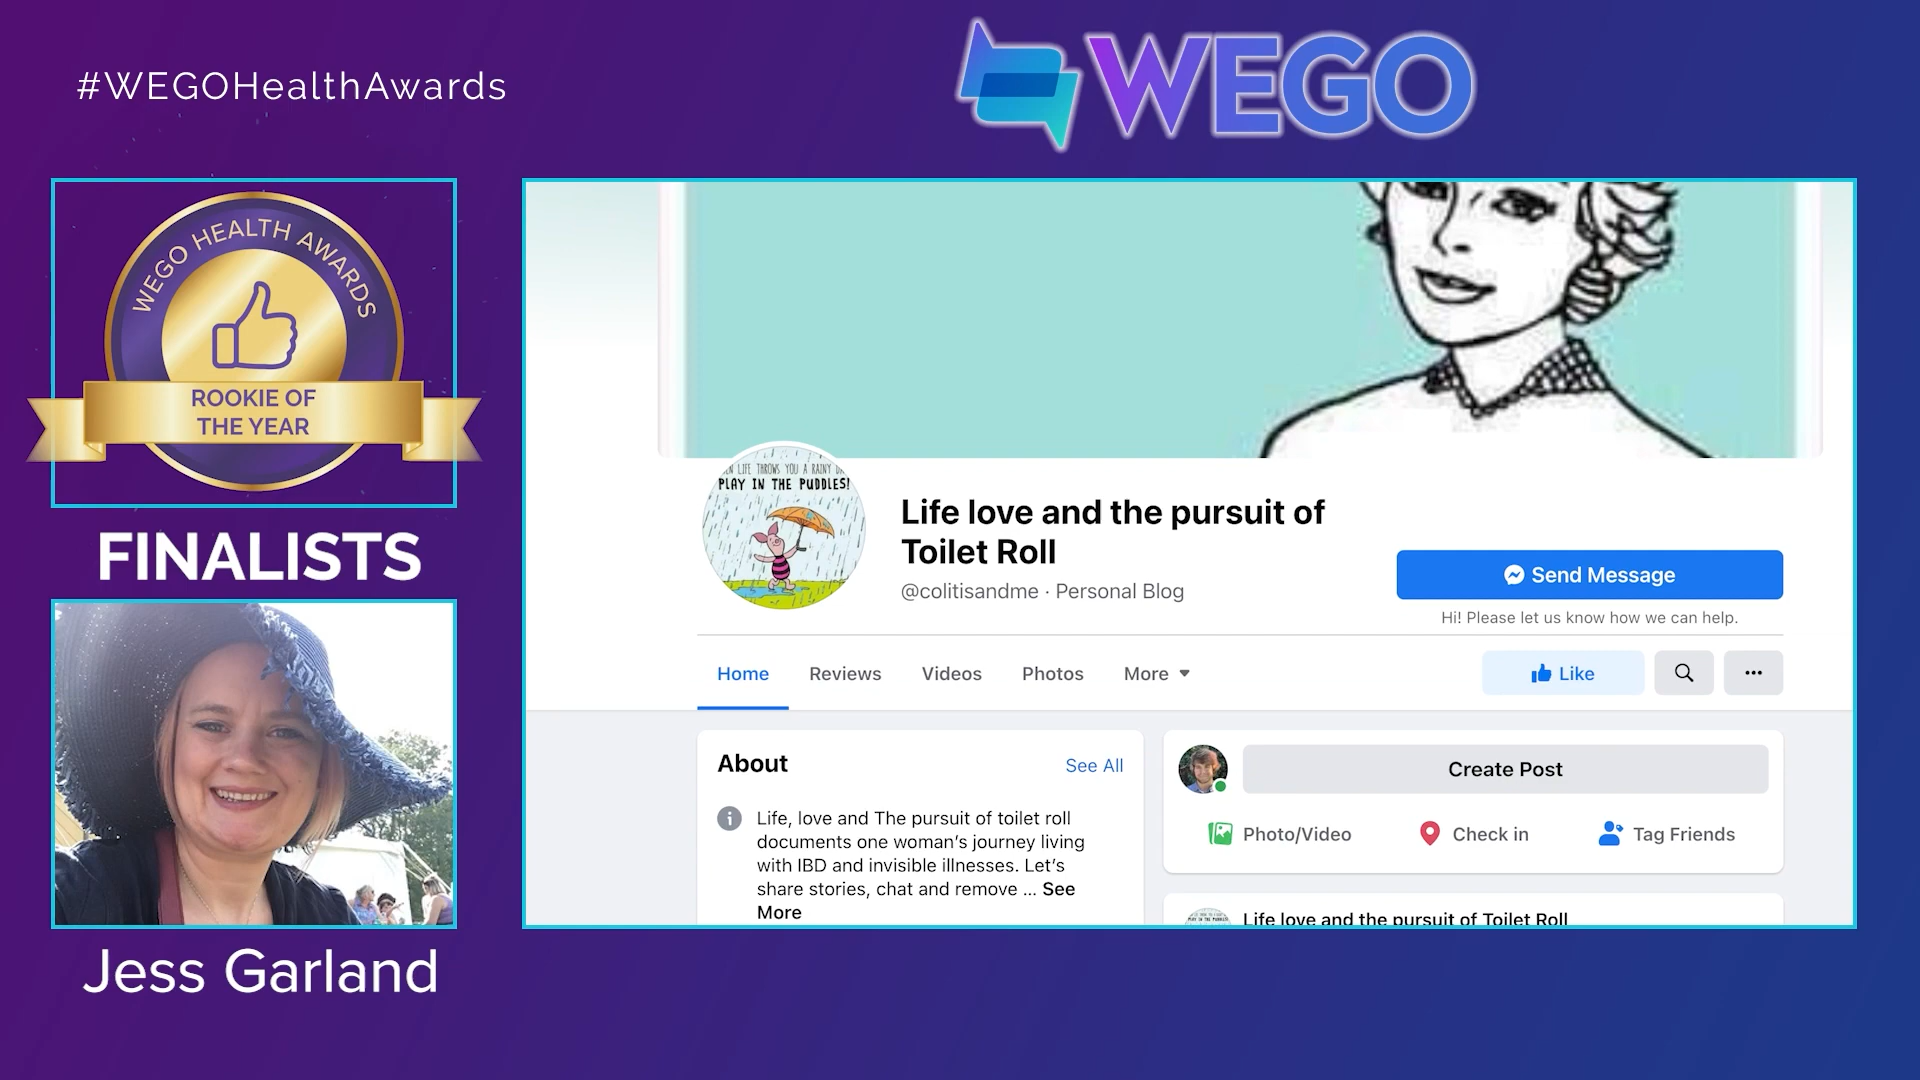 #WEGOHealthAwards
WEGO
WEGO HEALTH AWARDS
ROOKIE OF
THE YEAR
FINALISTS
Jess Garland
LIFE THROWS YOU A RAINY
PLAY IN THE PUDDLES!
Life love and the pursuit of
Toilet Roll
@colitisandme · Personal Blog
Send Message
Hi! Please let us know how we can help.
Home
Reviews
Videos
Photos
More
Like
About
See All
Life, love and The pursuit of toilet roll
documents one woman's journey living
with IBD and invisible illnesses. Let's
share stories, chat and remove ... See
More
Create Post
Photo/Video
Check in
Tag Friends
Life love and the pursuit of Toilet Roll